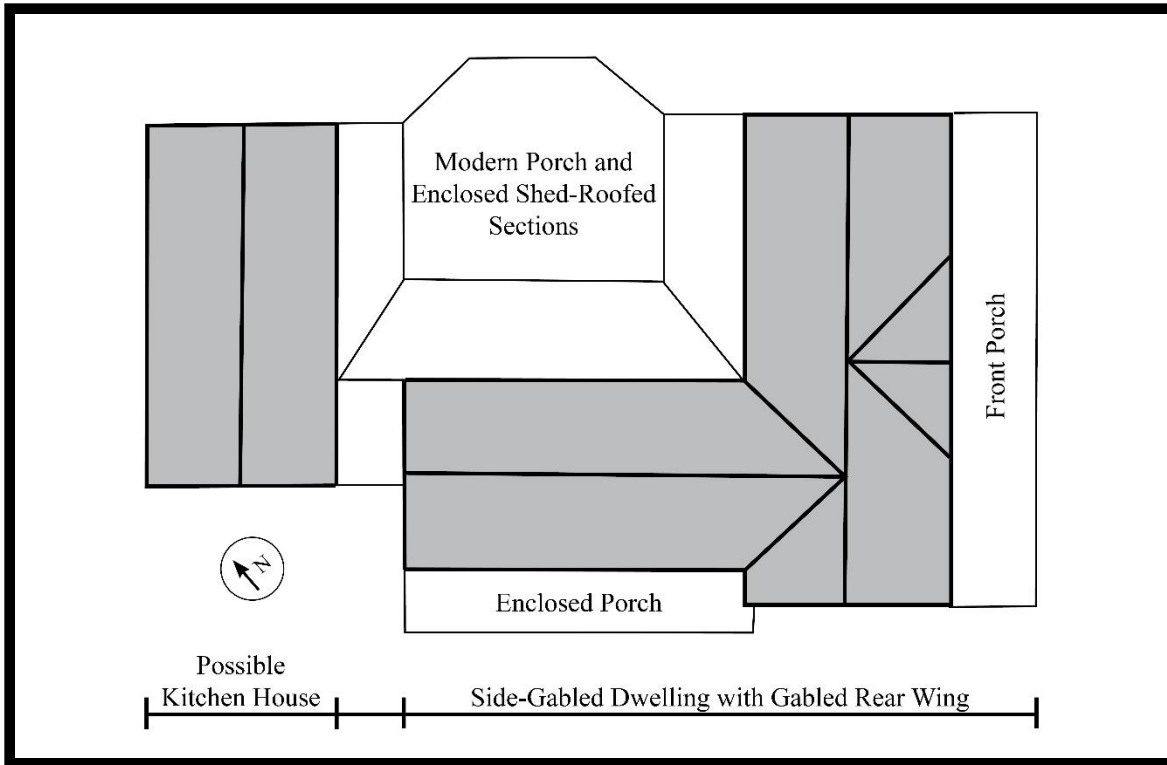 Modern Porch and
Enclosed Shed-Roofed
Sections
Front Porch
N
Enclosed Porch
Possible
Kitchen House
Side-Gabled Dwelling with Gabled Rear Wing